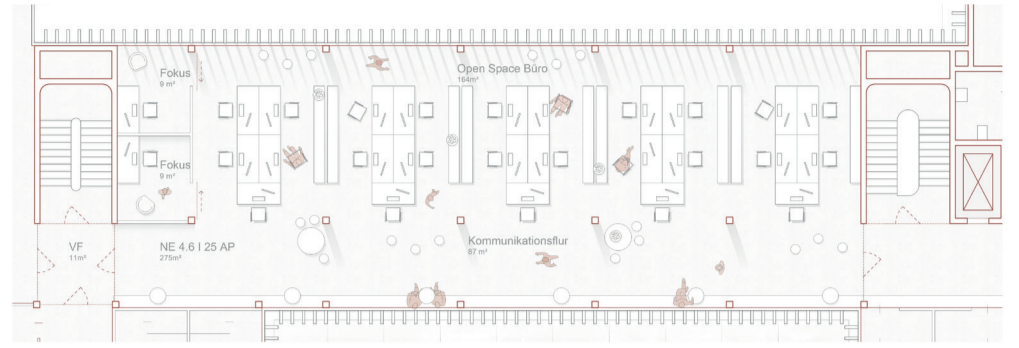 Fokus
9 m²
Open Space Büro
164m²
Fokus
9 m²
VF
11m²
NE 4.6 I 25 AP
275m²
Kommunikationsflur
87 m²